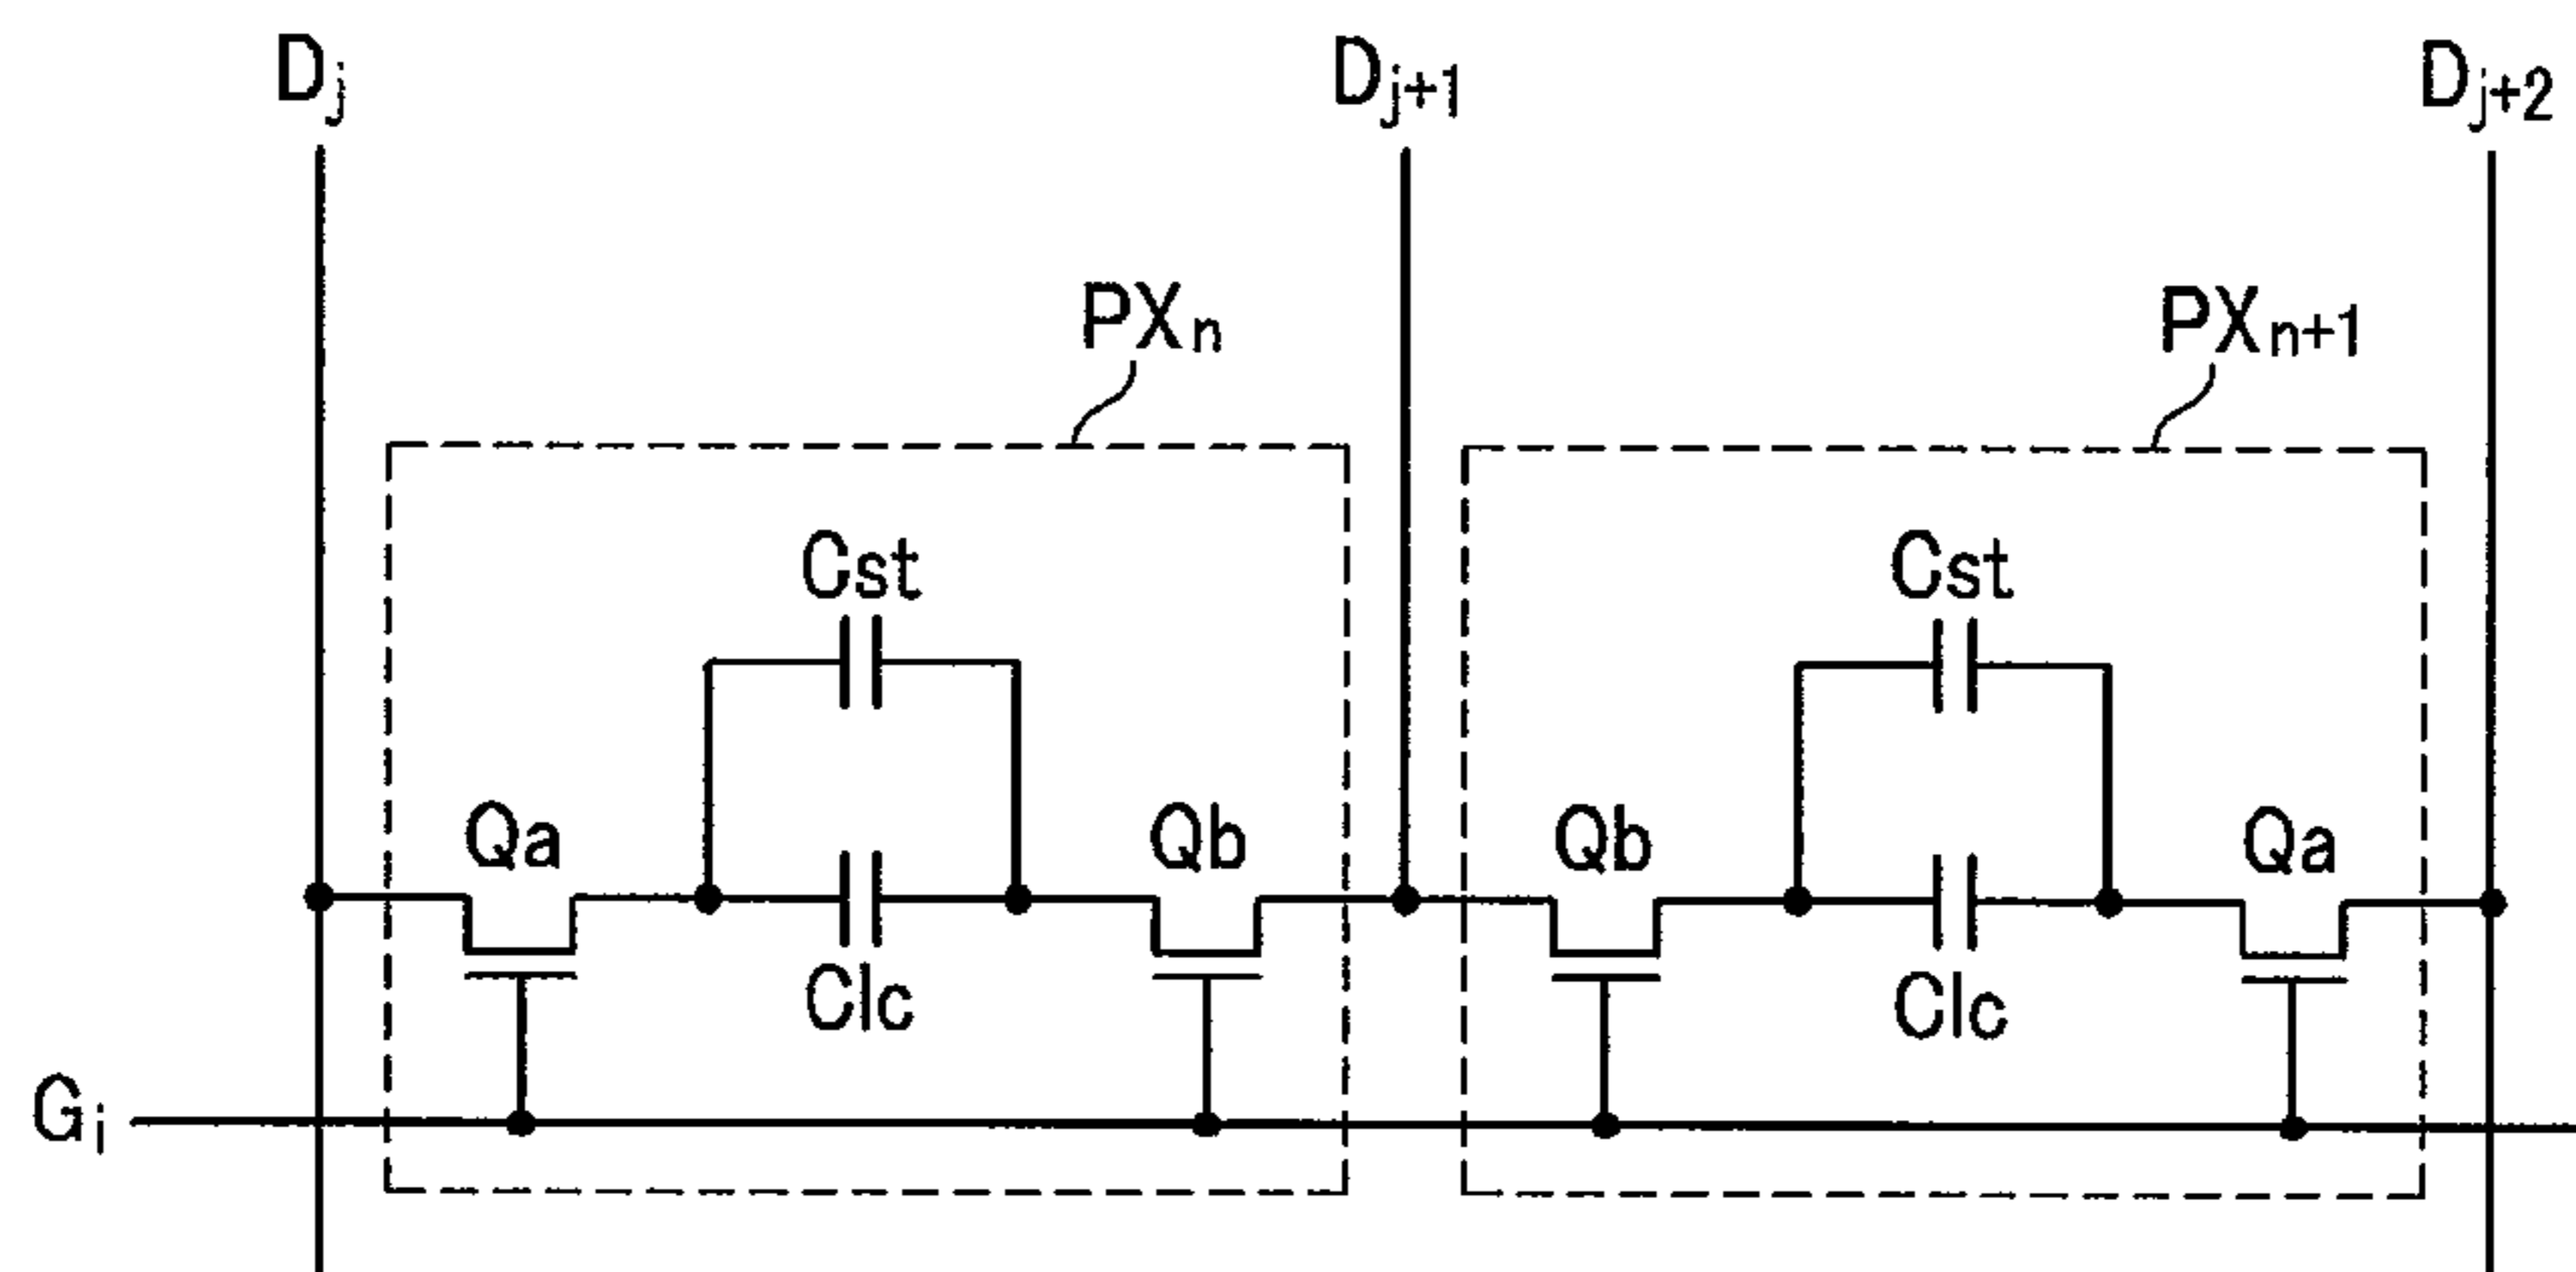 Dj Dj+1 Dj+2
PXn PXn+1
Cst Cst
Qa Qb Qb Qa
Clc Clc
Gi